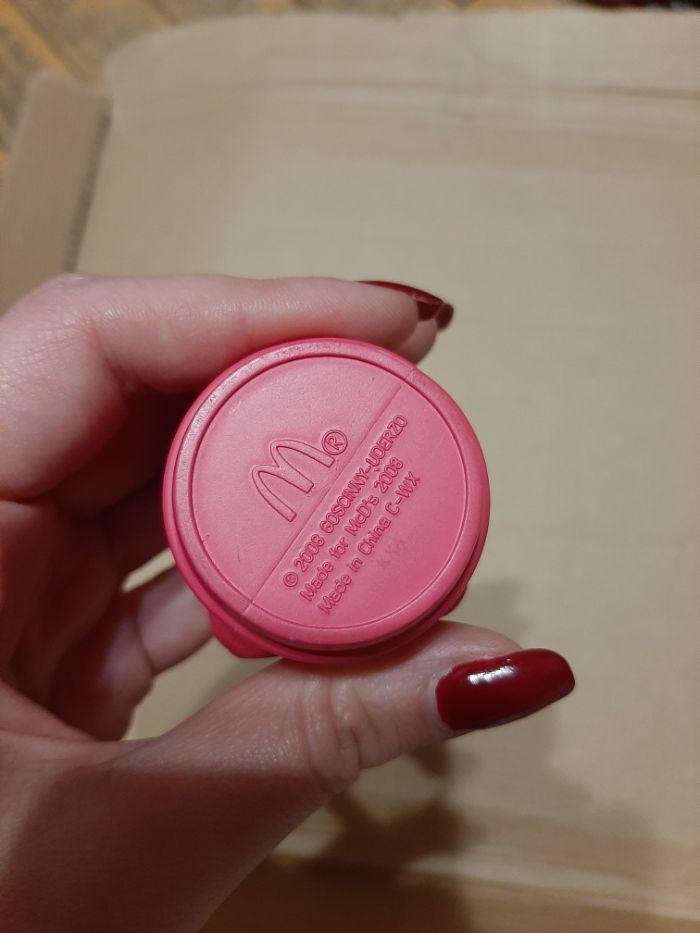 ®
© 2008 GOSCINNY-UDERZO
Made for McD's 2008
Made in China C-WX